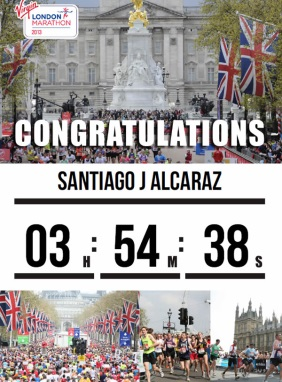 Virgin
LONDON
MARATHON
2013
CONGRATULATIONS
SANTIAGO J ALCARAZ
03 H : 54 M : 38 S